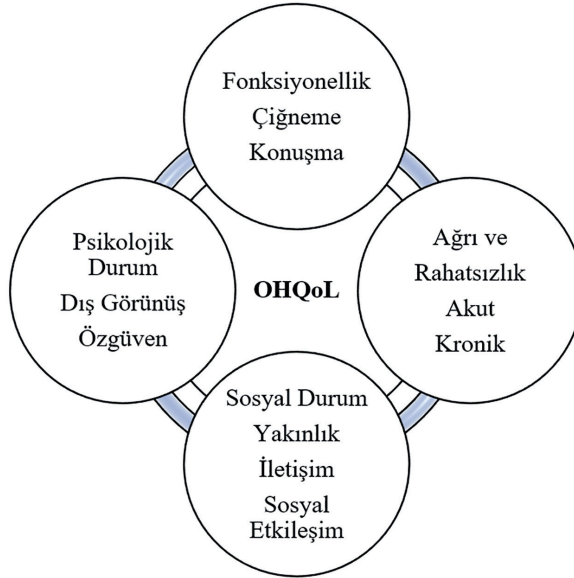 Fonksiyonellik
Çiğneme
Konuşma
Psikolojik
Durum
Dış Görünüş
Özgüven
OHQoL
Ağrı ve
Rahatsızlık
Akut
Kronik
Sosyal Durum
Yakınlık
İletişim
Sosyal
Etkileşim